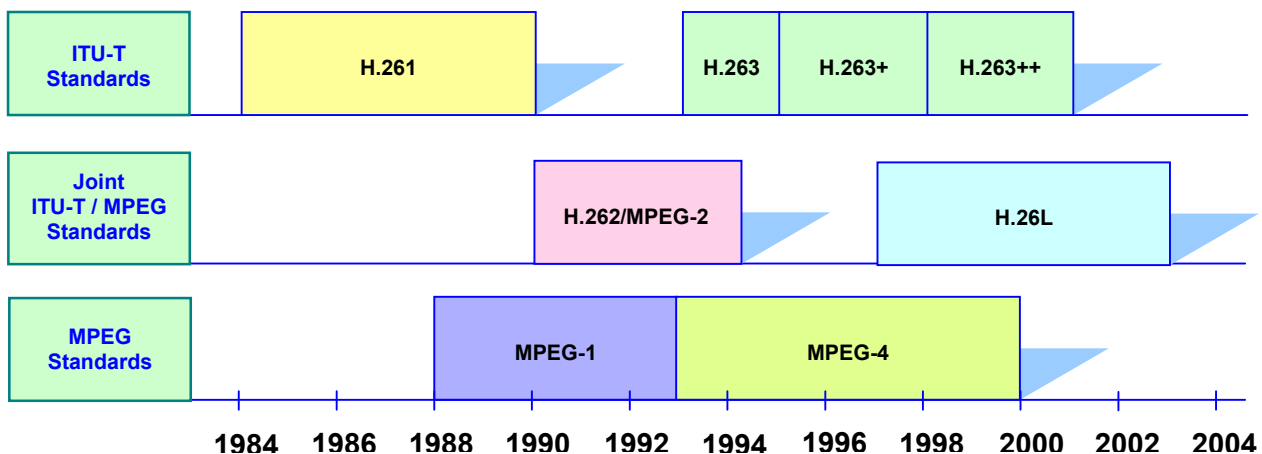 ITU-T
Standards
H.261
H.263
H.263+
H.263++
Joint
ITU-T / MPEG
Standards
H.262/MPEG-2
H.26L
MPEG
Standards
MPEG-1
MPEG-4
1984 1986 1988 1990 1992 1994 1996 1998 2000 2002 2004